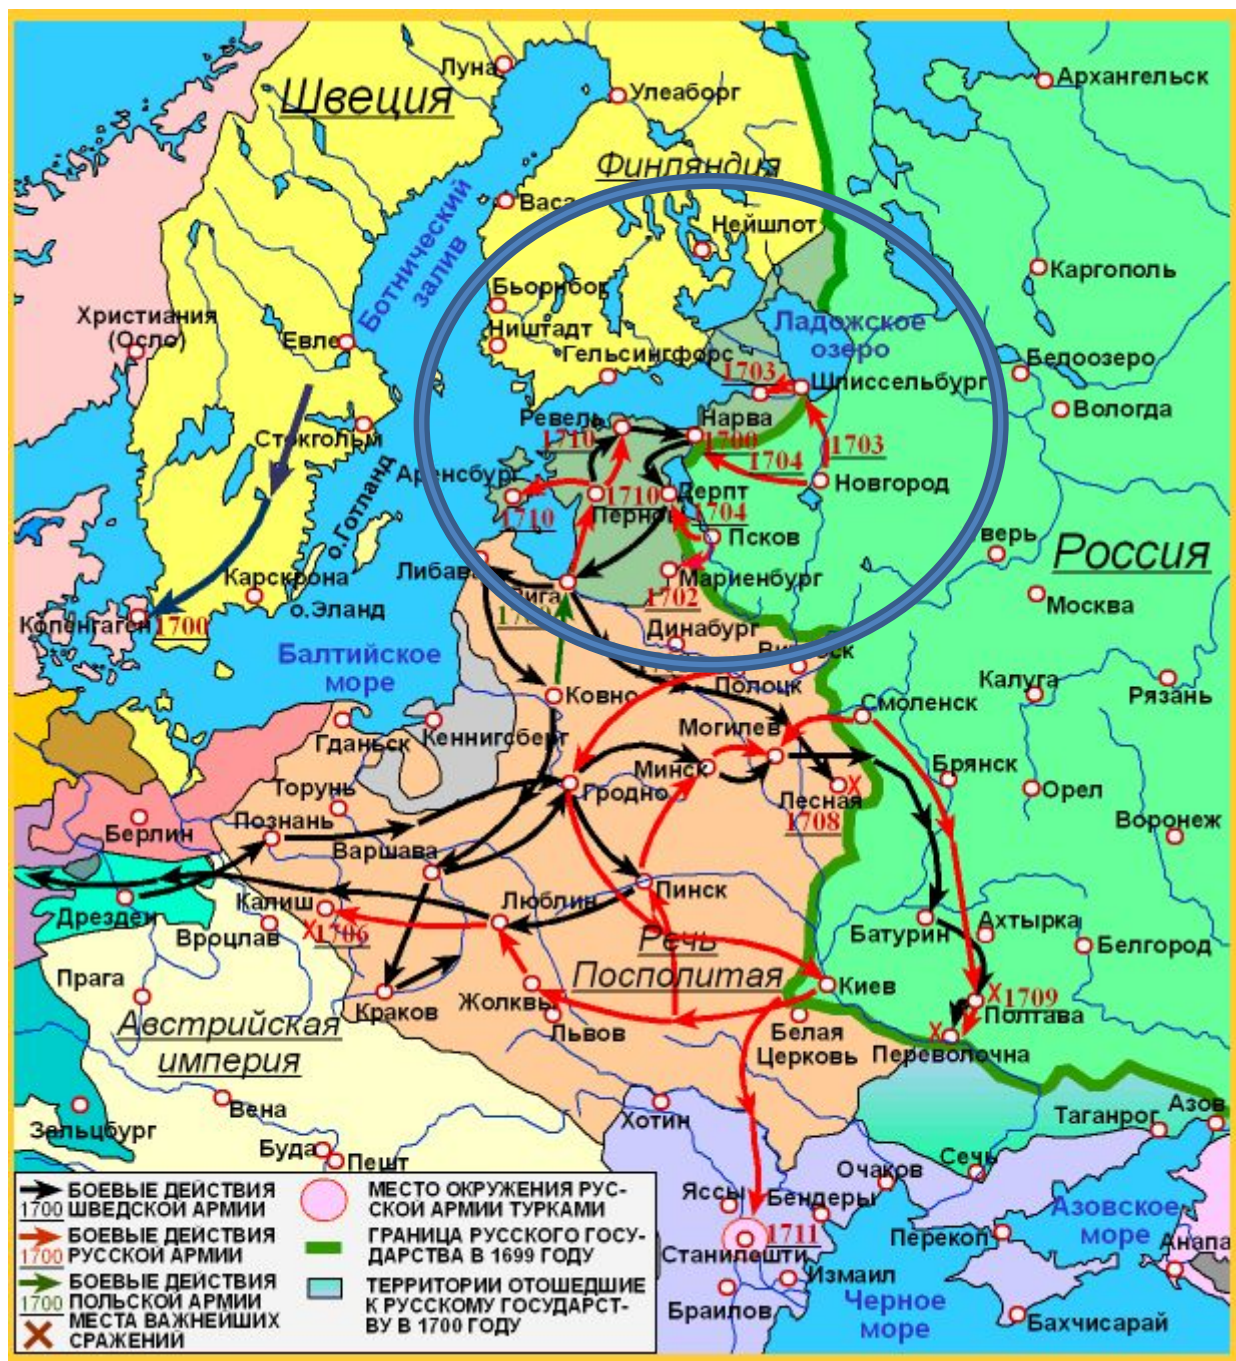 Архангельск
Луна
Швеция
Улеаборг
Финляндия
Ботнический
залив
Васа
Нейшлот
Каргополь
Бьорнборг
Ништадт
Христиания
(Осло)
Евле
Гельсингфорс
Ладожское
озеро
1703
Шлиссельбург
Белоозеро
Вологда
Стокгольм
Ревель
1710
Нарва
1700
1704
1703
Аренсбург
1710
1710
Пернов
Дерпт
1704
Новгород
о.Готланд
Псков
верь
Россия
Либава
Карскрона
о.Эланд
Мариенбург
1702
Москва
Копенгаген
1700
Рига
1700
Динабург
Витебск
Балтийское
море
Ковно
Полоцк
Калуга
Рязань
Смоленск
Гданьск
Кеннигсберг
Могилев
Минск
Брянск
Торунь
Гродно
Лесная
1708
Орел
Воронеж
Берлин
Познань
Варшава
Дрезден
Калиш
1706
Люблин
Пинск
Вроцлав
Батурин
Ахтырка
Белгород
Речь
Посполитая
Прага
Краков
Жолквы
Львов
Киев
1709
Полтава
Белая
Церковь
Переволочна
Австрийская
империя
Вена
Зальцбург
Буда
Пешт
Хотин
Таганрог
Азов
Сечь
Очаков
Яссы
Бендеры
Азовское
море
Перекоп
Анапа
1711
Станилешти
Измаил
Браилов
Черное
море
Бахчисарай
БОЕВЫЕ ДЕЙСТВИЯ
1700 ШВЕДСКОЙ АРМИИ
БОЕВЫЕ ДЕЙСТВИЯ
1700 РУССКОЙ АРМИИ
БОЕВЫЕ ДЕЙСТВИЯ
1700 ПОЛЬСКОЙ АРМИИ
МЕСТА ВАЖНЕЙШИХ
СРАЖЕНИЙ
МЕСТО ОКРУЖЕНИЯ РУС-
СКОЙ АРМИИ ТУРКАМИ
ГРАНИЦА РУССКОГО ГОСУ-
ДАРСТВА В 1699 ГОДУ
ТЕРРИТОРИИ ОТОШЕДШИЕ
К РУССКОМУ ГОСУДАРСТ-
ВУ В 1700 ГОДУ